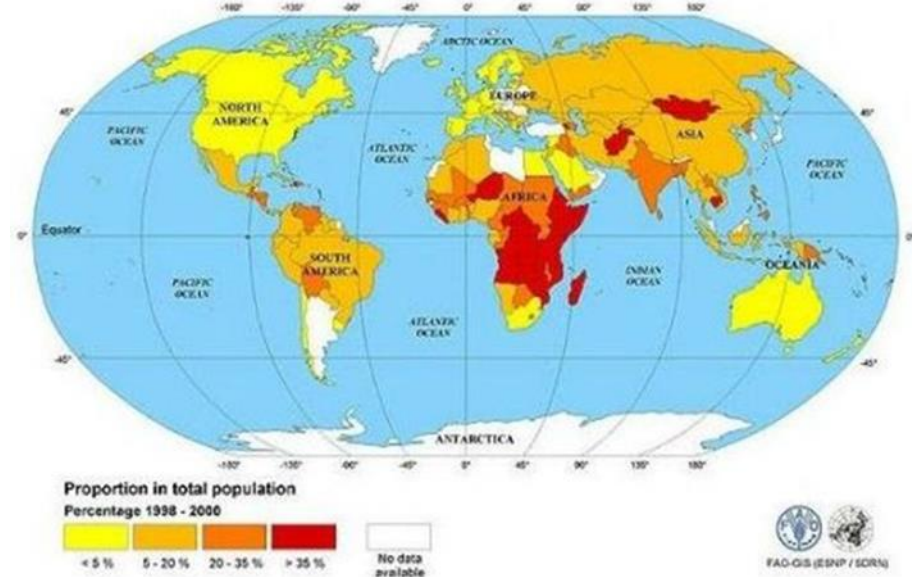 -180° -135° -90° -45° 0° 45° 90° 135° 180°
ARCTIC OCEAN
EUROPE
NORTH
AMERICA
45°
45°
ASIA
PACIFIC
OCEAN
ATLANTIC
OCEAN
PACIFIC
OCEAN
AFRICA
0°
Equator
SOUTH
AMERICA
INDIAN
OCEAN
OCEANIA
PACIFIC
OCEAN
ATLANTIC
OCEAN
-45°
-45°
ANTARCTICA
-180° -135° -90° -45° 0° 45° 90° 135° 180°
Proportion in total population
Percentage 1998 - 2000
< 5 % 5-20 % 20-35 % > 35 % No data
available
FAO-GIS (ESNP / SDRN)